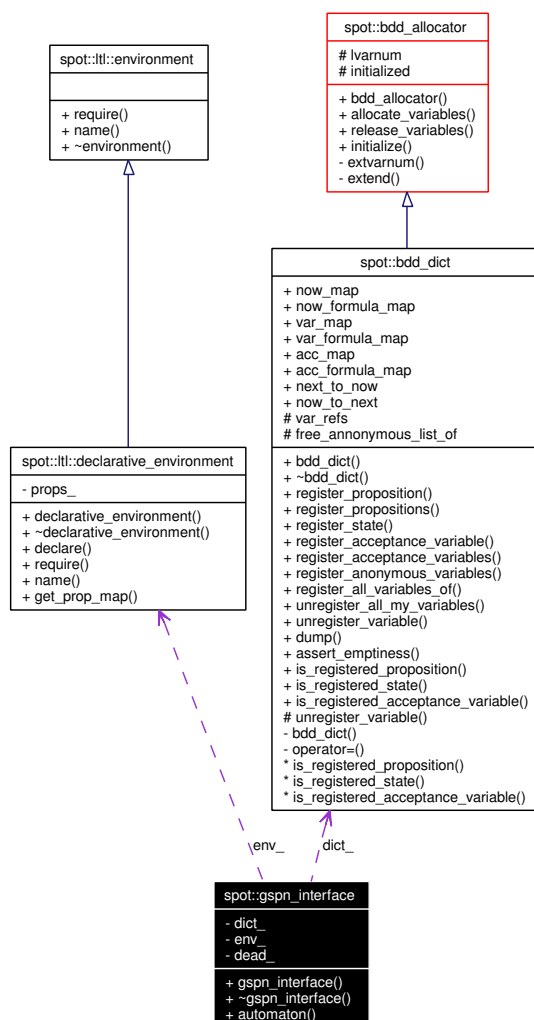 spot::bdd_allocator
# lvarnum
# initialized
+ bdd_allocator()
+ allocate_variables()
+ release_variables()
+ initialize()
- extvarnum()
- extend()
spot::ltl::environment
+ require()
+ name()
+ ~environment()
spot::bdd_dict
+ now_map
+ now_formula_map
+ var_map
+ var_formula_map
+ acc_map
+ acc_formula_map
+ next_to_now
+ now_to_next
# var_refs
# free_annonymous_list_of
+ bdd_dict()
+ ~bdd_dict()
+ register_proposition()
+ register_propositions()
+ register_state()
+ register_acceptance_variable()
+ register_acceptance_variables()
+ register_anonymous_variables()
+ register_all_variables_of()
+ unregister_all_my_variables()
+ unregister_variable()
+ dump()
+ assert_emptiness()
+ is_registered_proposition()
+ is_registered_state()
+ is_registered_acceptance_variable()
# unregister_variable()
- bdd_dict()
- operator=()
* is_registered_proposition()
* is_registered_state()
* is_registered_acceptance_variable()
spot::ltl::declarative_environment
- props_
+ declarative_environment()
+ ~declarative_environment()
+ declare()
+ require()
+ name()
+ get_prop_map()
env_
dict_
spot::gspn_interface
- dict_
- env_
- dead_
+ gspn_interface()
+ ~gspn_interface()
+ automaton()